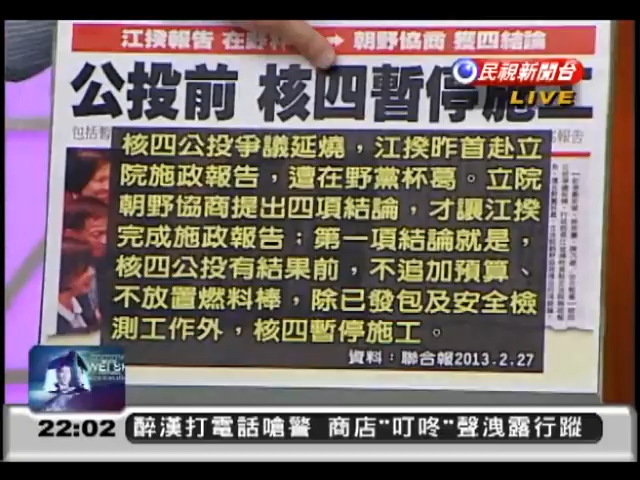 江揆報告 在野杯 → 朝野協商 獲四結論
民視新聞台
LIVE
公投前 核四暫停施工
包括暫
報告
核四公投爭議延燒，江揆昨首赴立
院施政報告，遭在野黨杯葛。立院
朝野協商提出四項結論，才讓江揆
完成施政報告；第一項結論就是，
核四公投有結果前，不追加預算、
不放置燃料棒，除已發包及安全檢
測工作外，核四暫停施工。
資料：聯合報2013.2.27
22:02 醉漢打電話嗆警 商店"叮咚"聲洩露行蹤